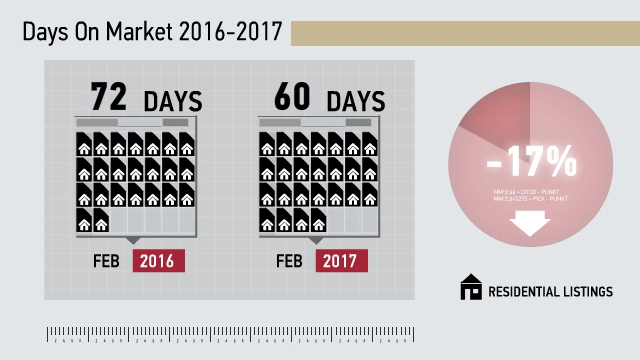 Days On Market 2016-2017
72 DAYS
60 DAYS
-17%
FEB 2016
FEB 2017
RESIDENTIAL LISTINGS